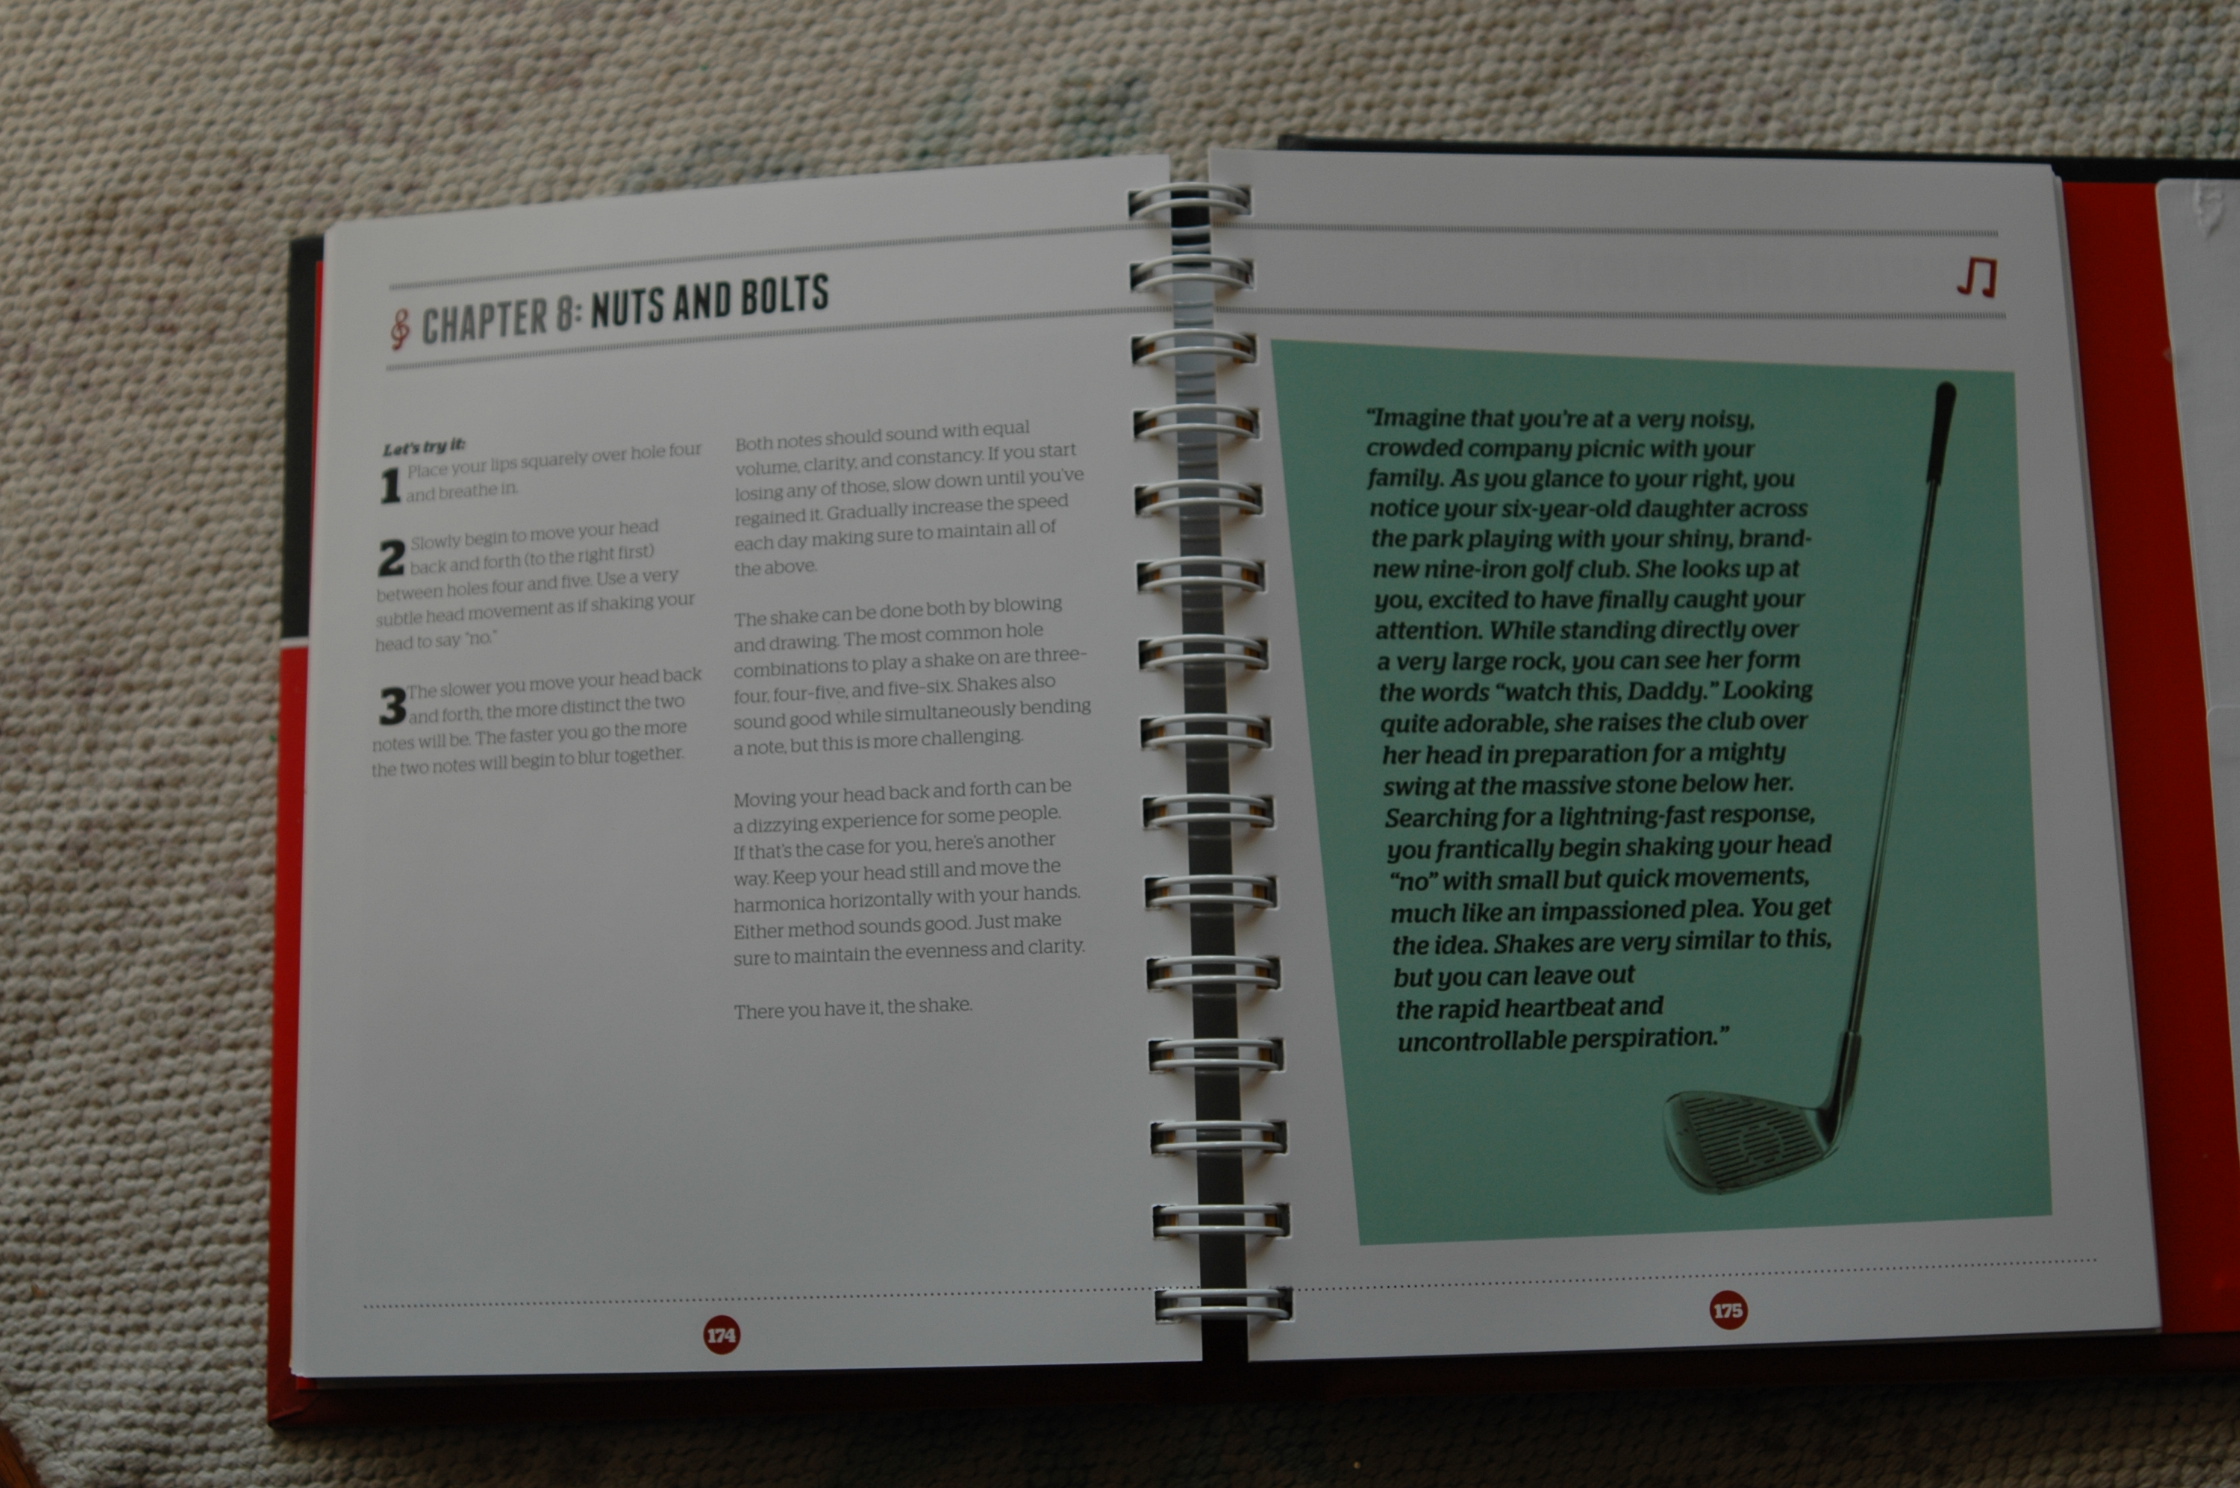 CHAPTER 8: NUTS AND BOLTS
Let's try it:
1 Place your lips squarely over hole four
and breathe in.
2 Slowly begin to move your head
back and forth (to the right first)
between holes four and five. Use a very
subtle head movement as if shaking your
head to say "no."
3 The slower you move your head back
and forth, the more distinct the two
notes will be. The faster you go the more
the two notes will begin to blur together.
Both notes should sound with equal
volume, clarity, and constancy. If you start
losing any of those, slow down until you've
regained it. Gradually increase the speed
each day making sure to maintain all of
the above.
The shake can be done both by blowing
and drawing. The most common hole
combinations to play a shake on are three-
four, four-five, and five-six. Shakes also
sound good while simultaneously bending
a note, but this is more challenging.
Moving your head back and forth can be
a dizzying experience for some people.
If that's the case for you, here's another
way. Keep your head still and move the
harmonica horizontally with your hands.
Either method sounds good. Just make
sure to maintain the evenness and clarity.
There you have it, the shake.
174
"Imagine that you're at a very noisy,
crowded company picnic with your
family. As you glance to your right, you
notice your six-year-old daughter across
the park playing with your shiny, brand-
new nine-iron golf club. She looks up at
you, excited to have finally caught your
attention. While standing directly over
a very large rock, you can see her form
the words "watch this, Daddy." Looking
quite adorable, she raises the club over
her head in preparation for a mighty
swing at the massive stone below her.
Searching for a lightning-fast response,
you frantically begin shaking your head
"no" with small but quick movements,
much like an impassioned plea. You get
the idea. Shakes are very similar to this,
but you can leave out
the rapid heartbeat and
uncontrollable perspiration."
175